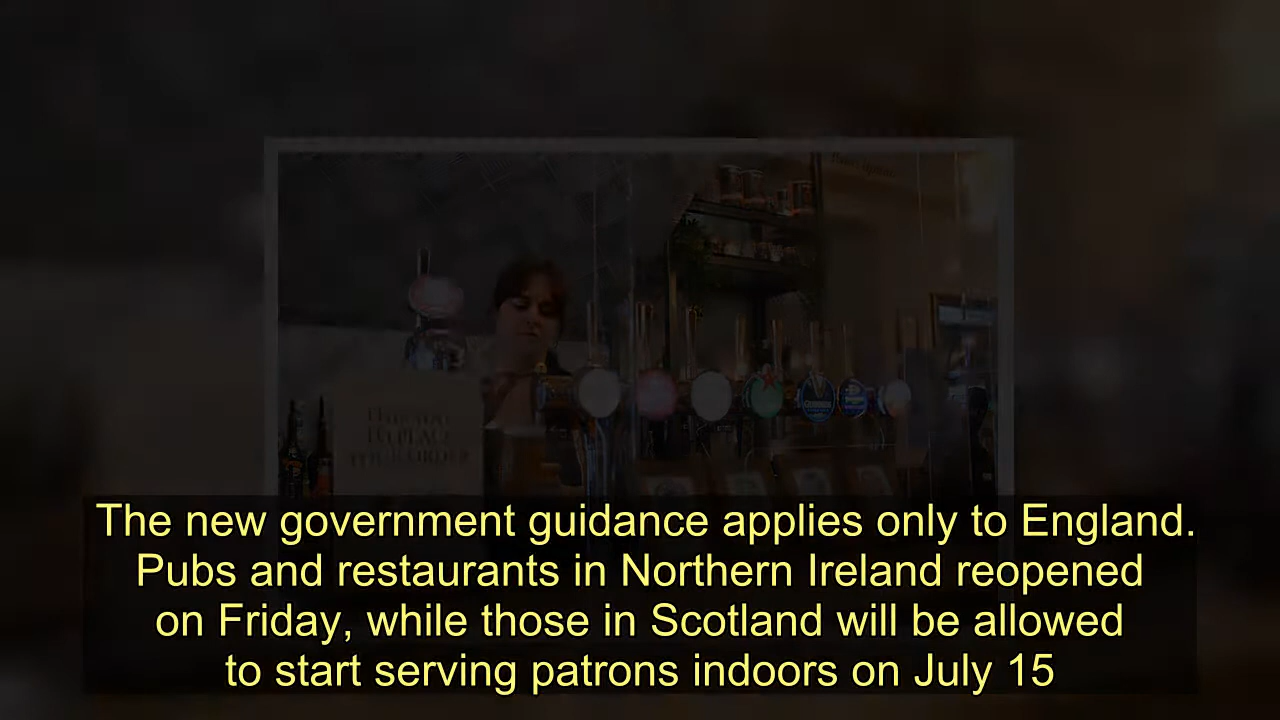 The new government guidance applies only to England.
Pubs and restaurants in Northern Ireland reopened
on Friday, while those in Scotland will be allowed
to start serving patrons indoors on July 15